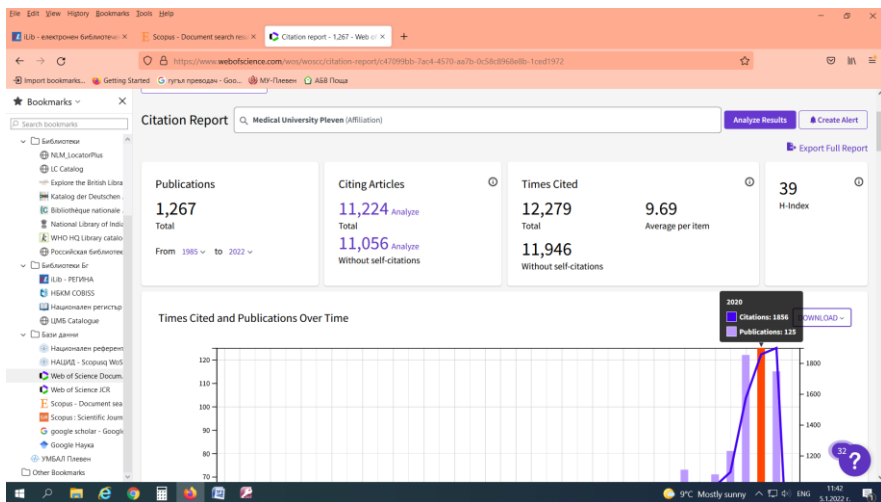 File Edit View History Bookmarks Tools Help
iLib - електронен библиотечен
Scopus - Document search res
Citation report - 1,267 - Web of
https://www.webofscience.com/wos/woscc/citation-report/c47099bb-7ac4-4570-aa7b-0c58c8968e8b-1ced1972
Import bookmarks...
Getting Started
гугъл преводач - Goo...
МУ-Плевен
АБВ Поща
Bookmarks
Search bookmarks
Библиотеки
NLM_LocatorPlus
LC Catalog
Explore the British Libra
Katalog der Deutschen
Bibliothèque nationale
National Library of India
WHO HQ Library catalo
Российская библиотек
Библиотеки Бг
iLib - РЕГИНА
НБКМ COBISS
Национален регистър
ЦМБ Catalogue
Бази данни
Национален референт
НАЦИД - Scopusq WoS
Web of Science Docum.
Web of Science JCR
Scopus - Document sea
Scopus : Scientific Journ
google scholar - Google
Google Наука
УМБАЛ Плевен
Other Bookmarks
Citation Report
Medical University Pleven (Affiliation)
Analyze Results
Create Alert
Export Full Report
Publications
1,267
Total
From 1985 to 2022
Citing Articles
11,224 Analyze
Total
11,056 Analyze
Without self-citations
Times Cited
12,279
Total
9.69
Average per item
11,946
Without self-citations
39
H-Index
Times Cited and Publications Over Time
2020
Citations: 1856
Publications: 125
OWNLOAD
120
110
100
90
80
70
1800
1600
1400
1200
32
?
9°C Mostly sunny
ENG
11:42
5.1.2022 г.